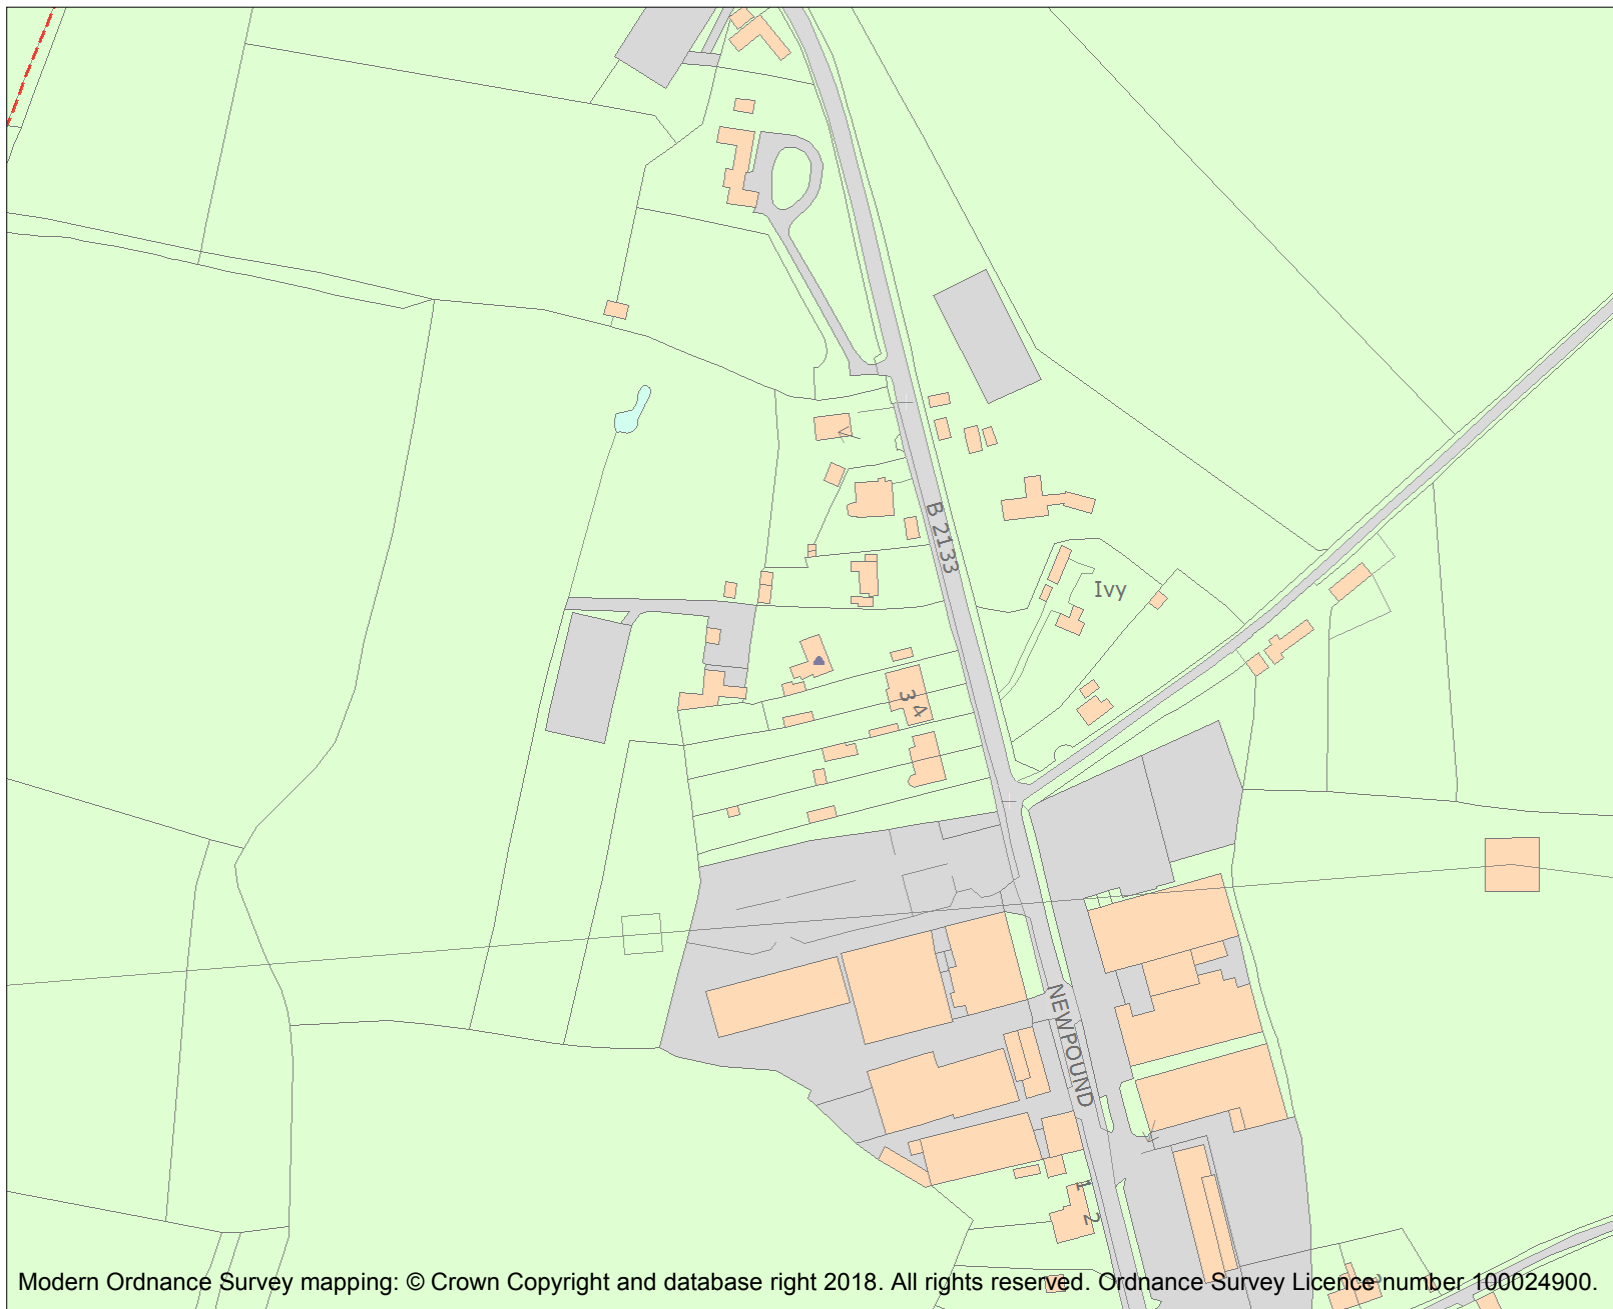 B 2133
Ivy
3 4
NEWPOUND
1
2
Modern Ordnance Survey mapping: © Crown Copyright and database right 2018. All rights reserved. Ordnance Survey Licence number 100024900.